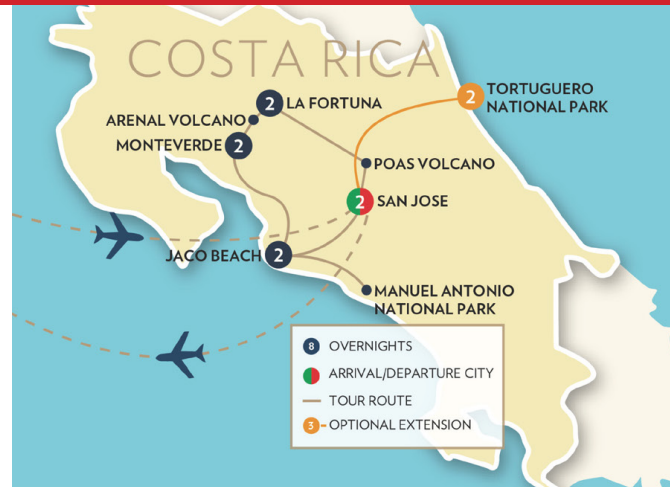 COSTA RICA
2 TORTUGUERO
NATIONAL PARK
2 LA FORTUNA
ARENAL VOLCANO
MONTEVERDE 2
POAS VOLCANO
2 SAN JOSE
JACO BEACH 2
MANUEL ANTONIO
NATIONAL PARK
8 OVERNIGHTS
ARRIVAL/DEPARTURE CITY
TOUR ROUTE
3 OPTIONAL EXTENSION